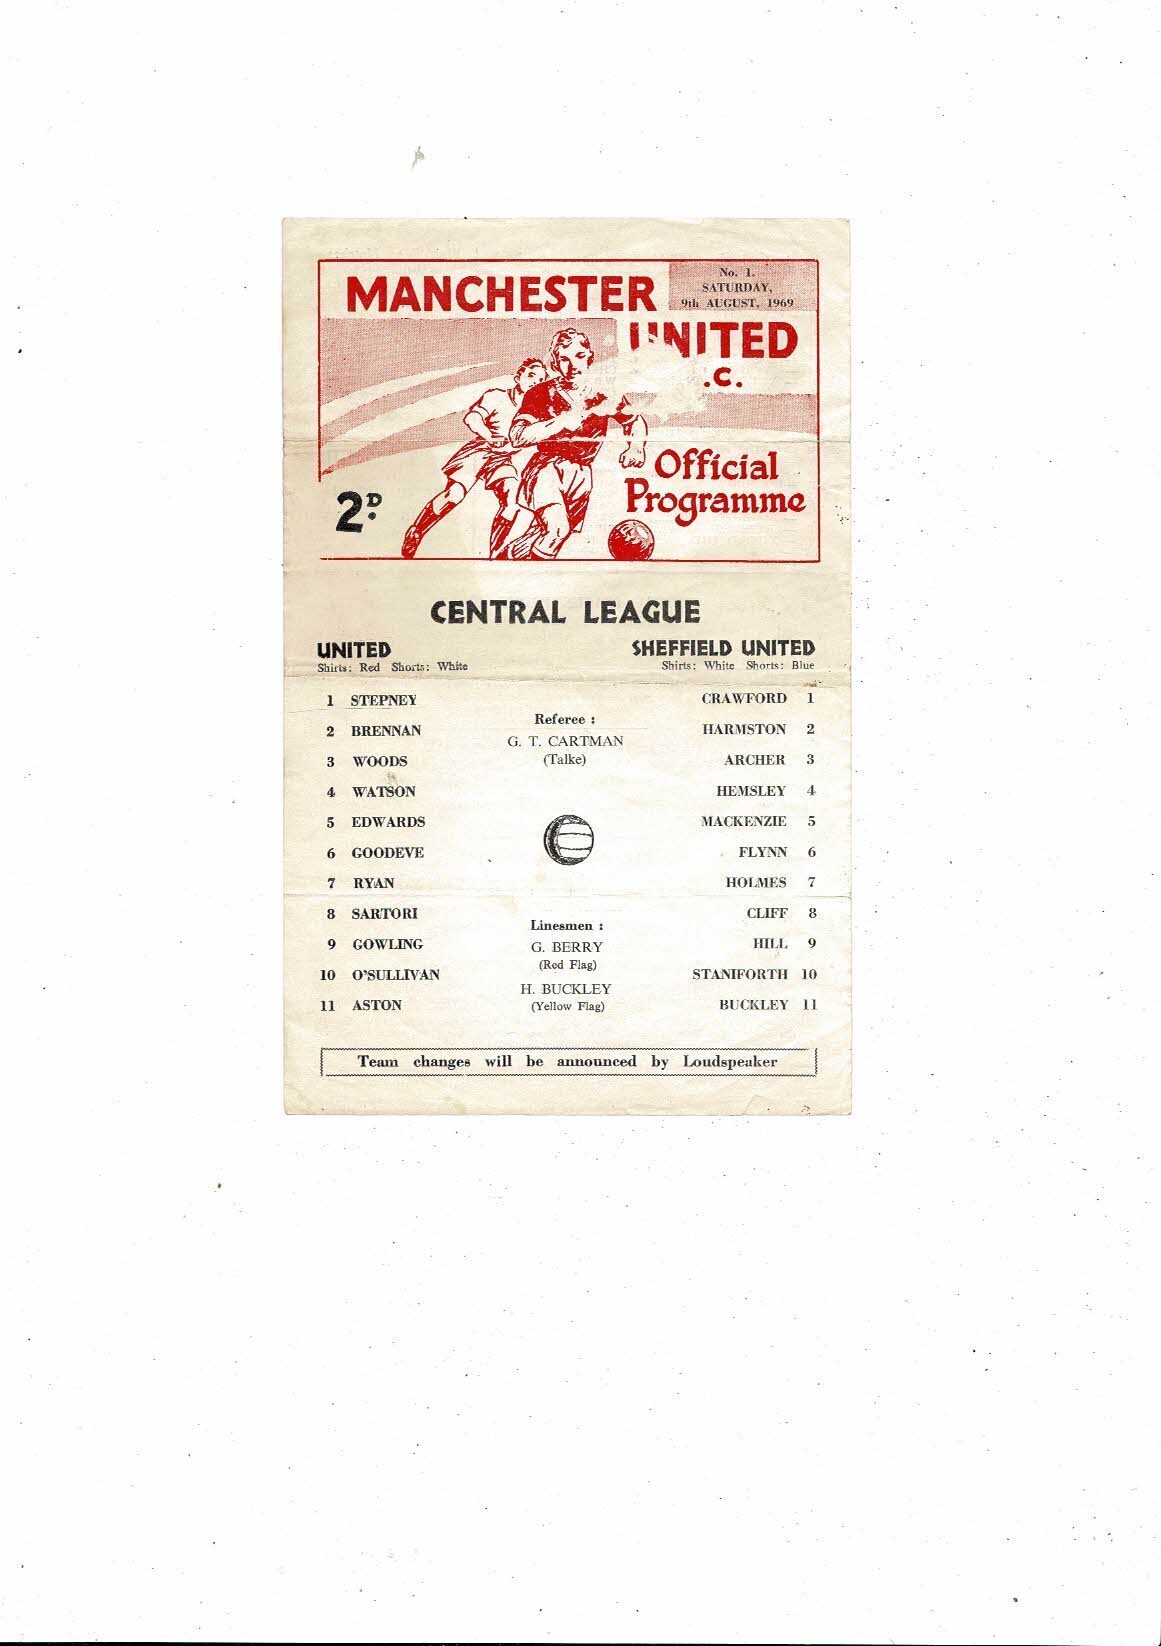 No. 1.
SATURDAY,
9th AUGUST, 1969
MANCHESTER
UNITED
.C.
Official
Programme
2D.
CENTRAL LEAGUE
UNITED
Shirts: Red Shorts: White
SHEFFIELD UNITED
Shirts: White Shorts: Blue
1 STEPNEY
2 BRENNAN
3 WOODS
4 WATSON
5 EDWARDS
6 GOODEVE
7 RYAN
8 SARTORI
9 GOWLING
10 O'SULLIVAN
11 ASTON
Referee :
G. T. CARTMAN
(Talke)
Linesmen :
G. BERRY
(Red Flag)
H. BUCKLEY
(Yellow Flag)
CRAWFORD 1
HARMSTON 2
ARCHER 3
HEMSLEY 4
MACKENZIE 5
FLYNN 6
HOLMES 7
CLIFF 8
HILL 9
STANIFORTH 10
BUCKLEY 11
Team changes will be announced by Loudspeaker